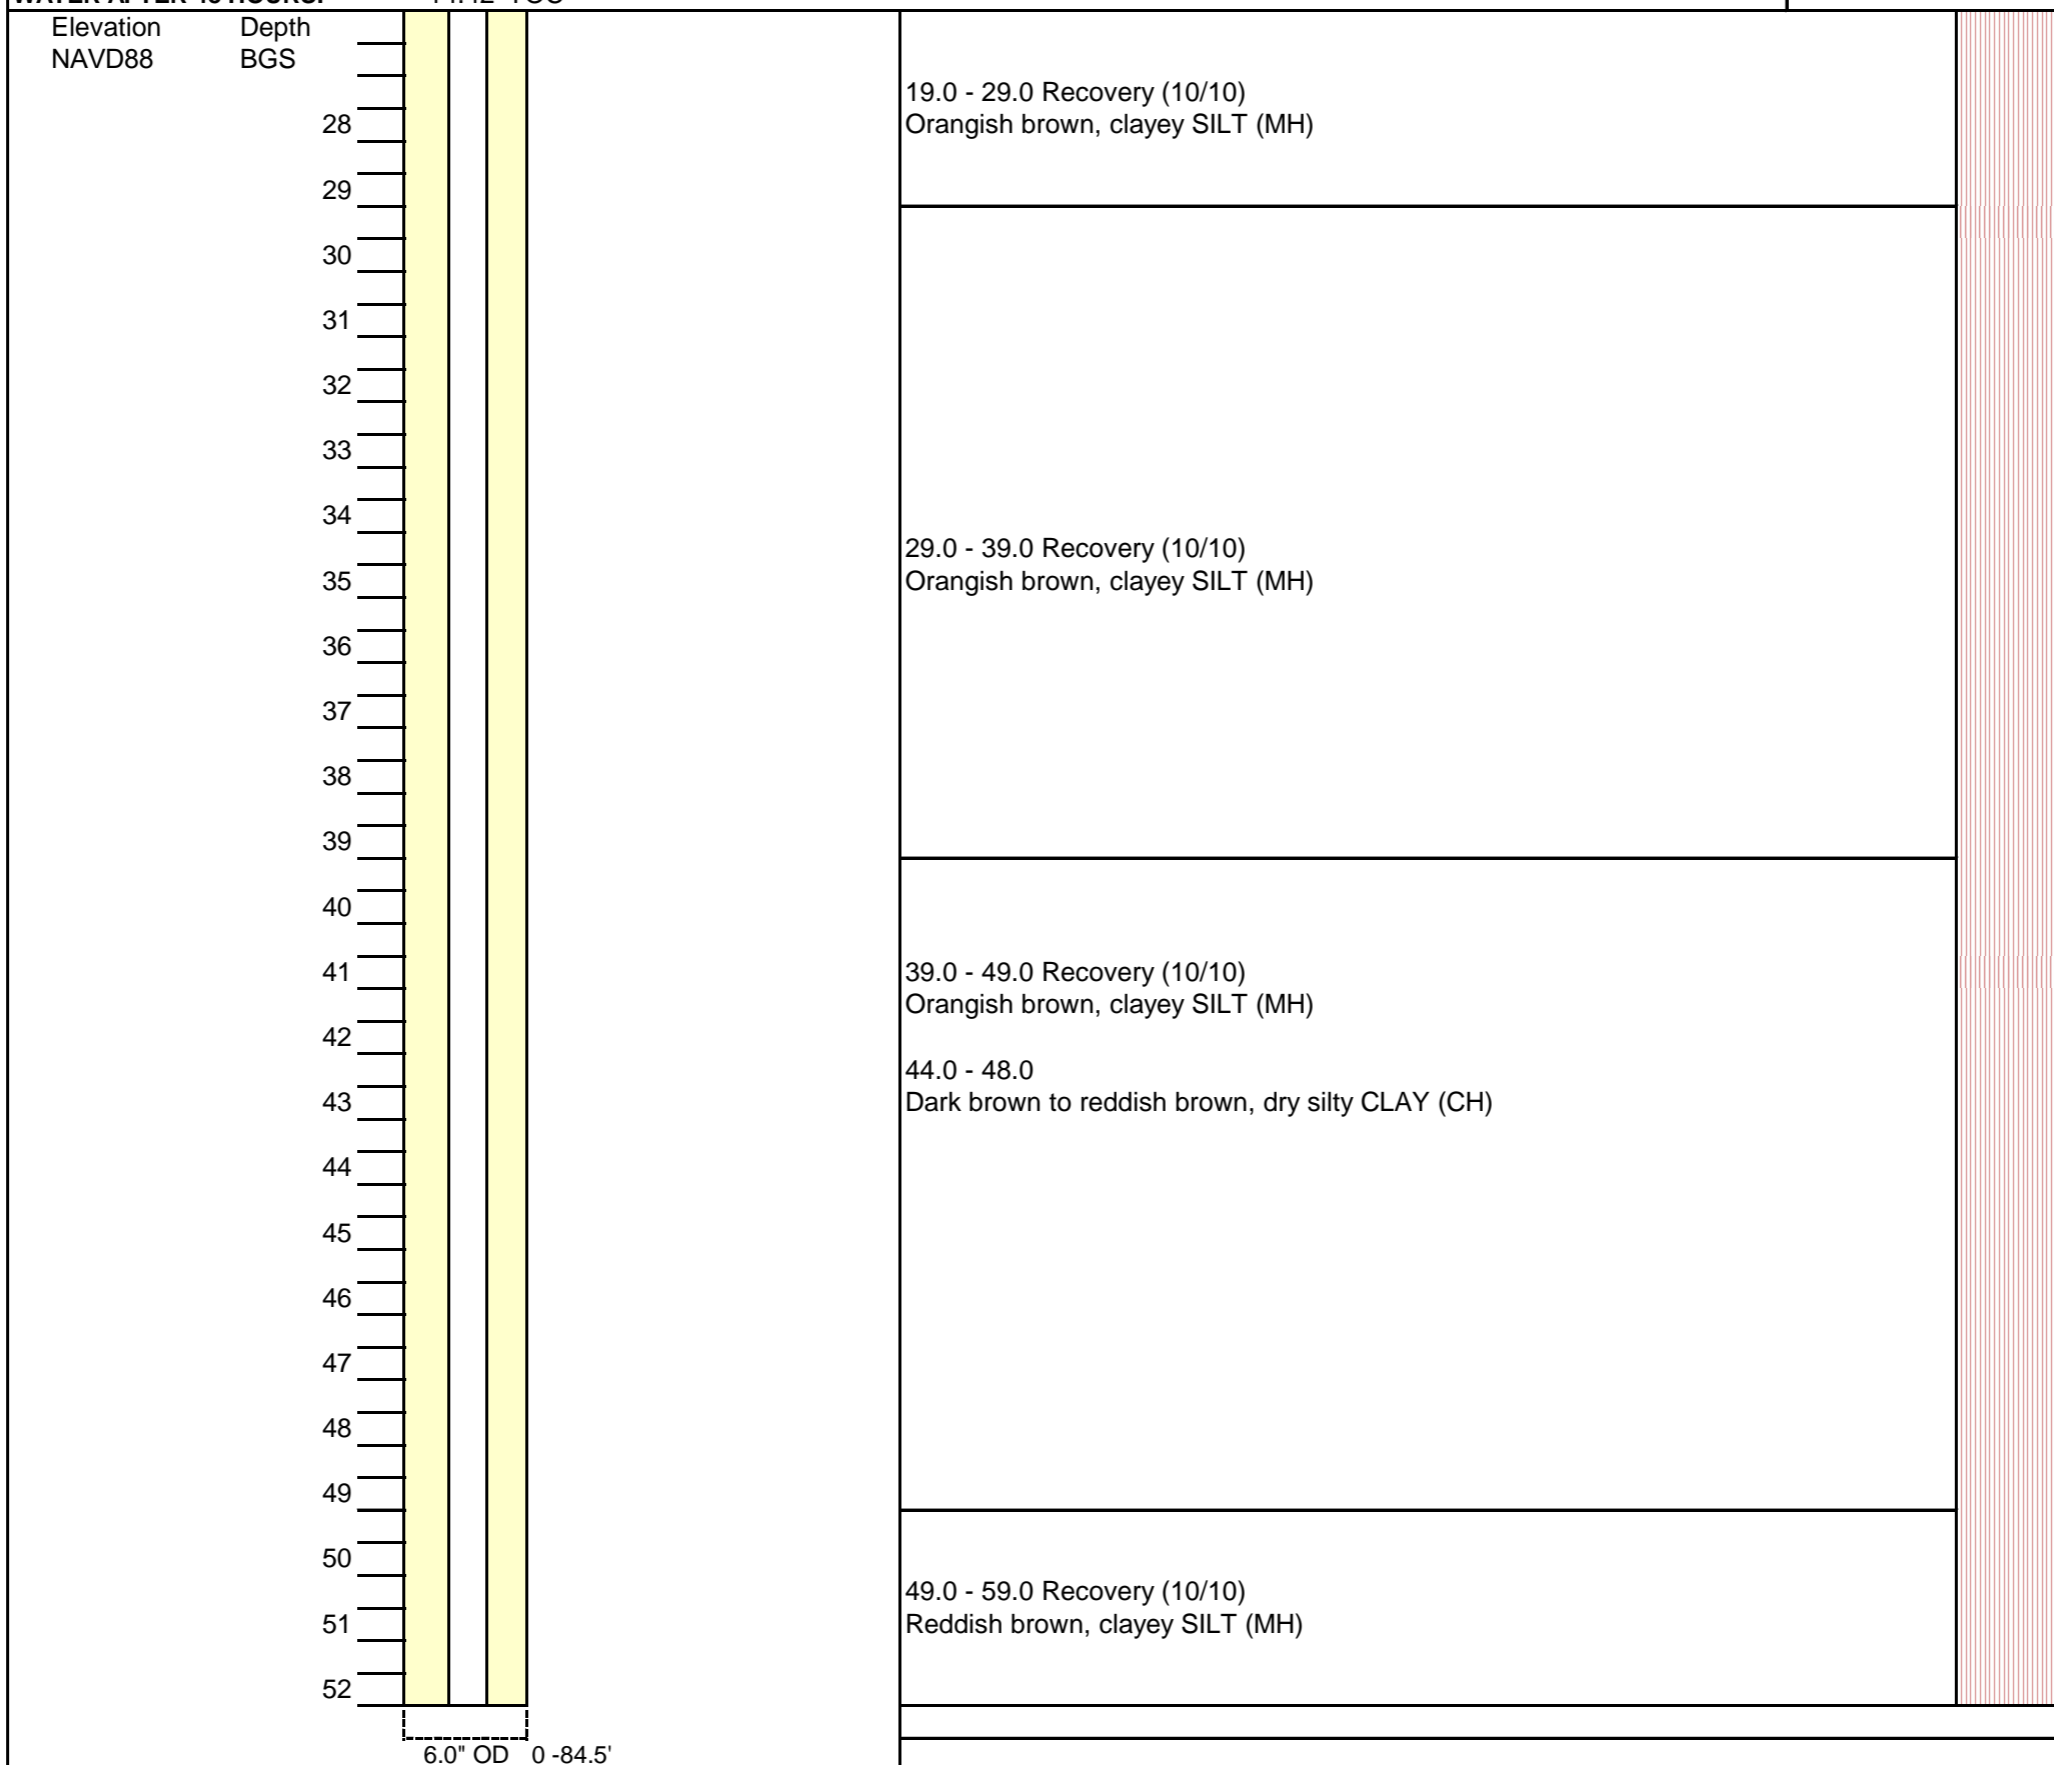 Elevation Depth
NAVD88 BGS
19.0 - 29.0 Recovery (10/10)
28 Orangish brown, clayey SILT (MH)
29
30
31
32
33
34
29.0 - 39.0 Recovery (10/10)
35 Orangish brown, clayey SILT (MH)
36
37
38
39
40
41 39.0 - 49.0 Recovery (10/10)
Orangish brown, clayey SILT (MH)
42
44.0 - 48.0
43 Dark brown to reddish brown, dry silty CLAY (CH)
44
45
46
47
48
49
50
49.0 - 59.0 Recovery (10/10)
51 Reddish brown, clayey SILT (MH)
52
6.0" OD 0 -84.5'